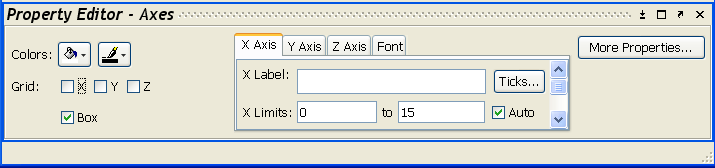 Property Editor - Axes
Colors:
X Axis Y Axis Z Axis Font
More Properties...
X Label: Ticks...
Grid: X Y Z
X Limits: 0 to 15 Auto
Box